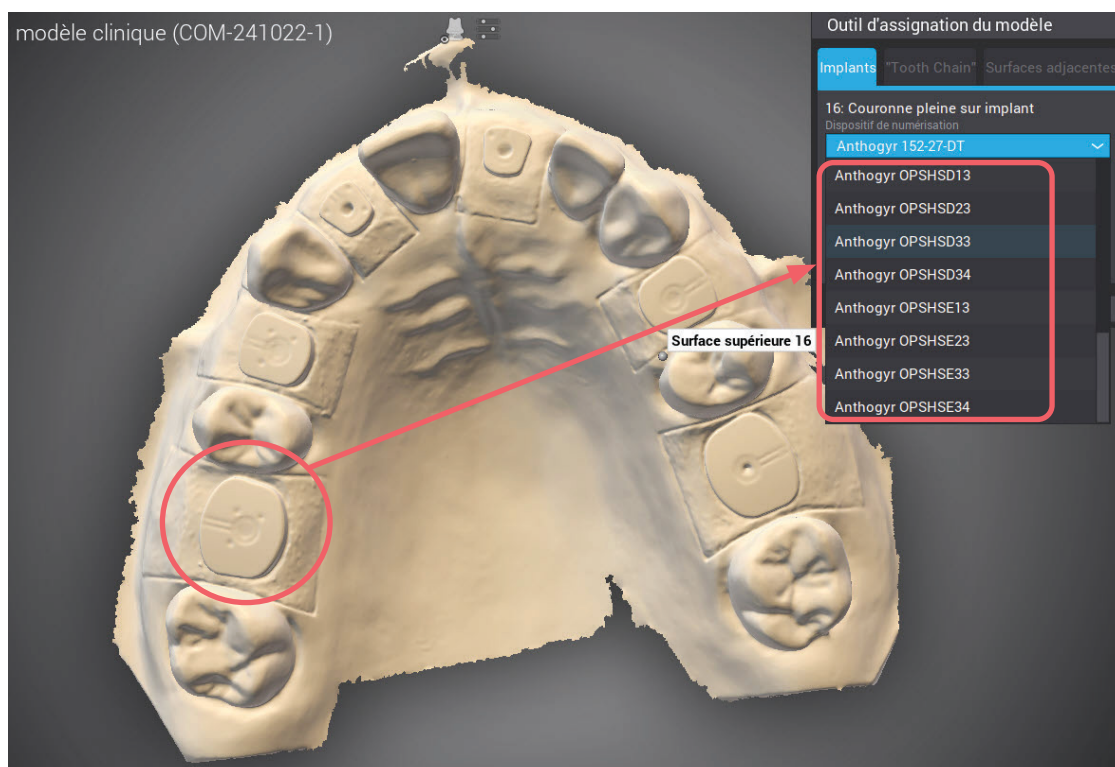 modèle clinique (COM-241022-1)
Outil d'assignation du modèle
Implants
"Tooth Chain"
Surfaces adjacentes
16: Couronne pleine sur implant
Dispositif de numérisation
Anthogyr 152-27-DT
Anthogyr OPSHSD13
Anthogyr OPSHSD23
Anthogyr OPSHSD33
Anthogyr OPSHSD34
Anthogyr OPSHSE13
Anthogyr OPSHSE23
Anthogyr OPSHSE33
Anthogyr OPSHSE34
Surface supérieure 16